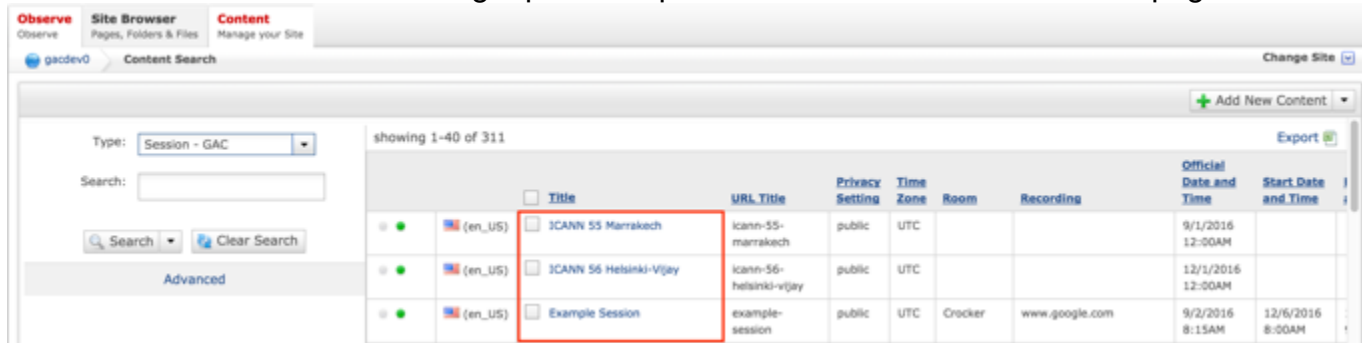 Observe Site Browser Content
Observe Pages, Folders & Files Manage your Site
gacdev0 Content Search Change Site
Add New Content
Type: Session - GAC showing 1-40 of 311 Export
Search:
Title URL Title Privacy Setting Time Zone Room Recording Official Date and Time Start Date and Time
(en_US) ICANN 55 Marrakech icann-55-marrakech public UTC 9/1/2016 12:00AM
Search Clear Search
Advanced
(en_US) ICANN 56 Helsinki-Vijay icann-56-helsinki-vijay public UTC 12/1/2016 12:00AM
(en_US) Example Session example-session public UTC Crocker www.google.com 9/2/2016 8:15AM 12/6/2016 8:00AM